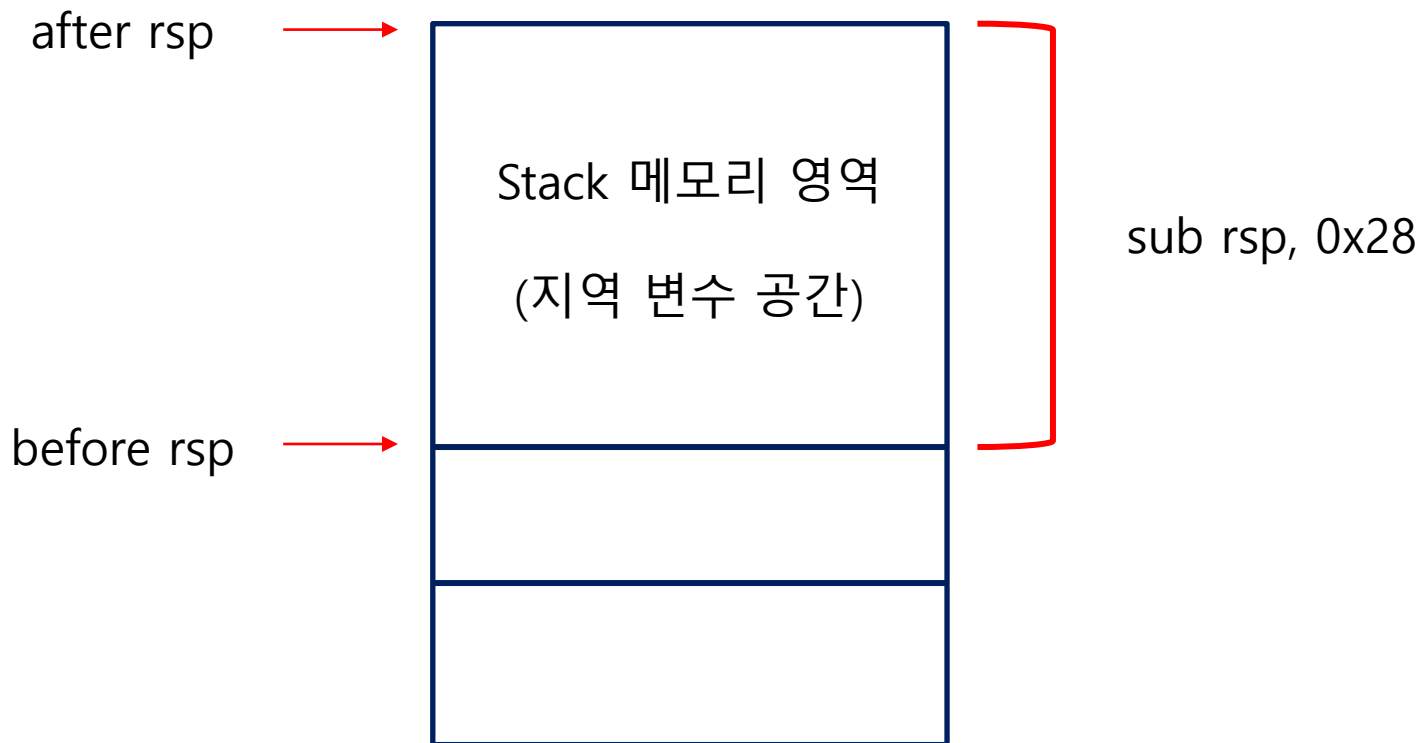 after rsp
Stack 메모리 영역
sub rsp, 0x28
(지역 변수 공간)
before rsp